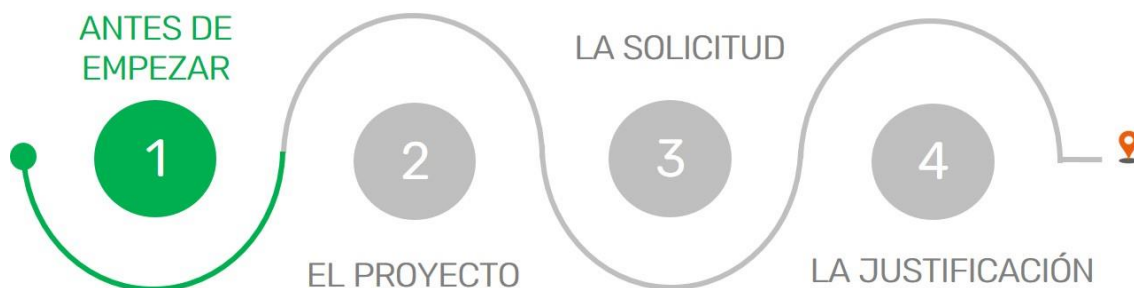 ANTES DE
EMPEZAR
1
2
EL PROYECTO
LA SOLICITUD
3
4
LA JUSTIFICACIÓN